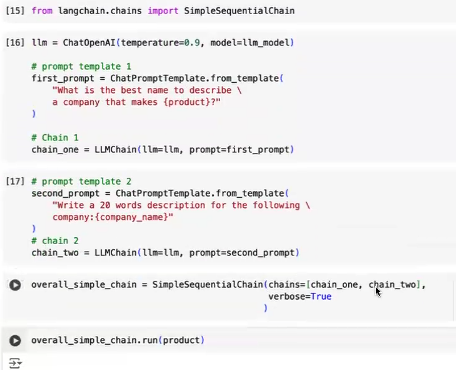 [15] from langchain.chains import SimpleSequentialChain
[16] llm = ChatOpenAI(temperature=0.9, model=llm_model)
# prompt template 1
first_prompt = ChatPromptTemplate.from_template(
"What is the best name to describe \
a company that makes {product}?"
)
# Chain 1
chain_one = LLMChain(llm=llm, prompt=first_prompt)
[17] # prompt template 2
second_prompt = ChatPromptTemplate.from_template(
"Write a 20 words description for the following \
company:{company_name}"
)
# chain 2
chain_two = LLMChain(llm=llm, prompt=second_prompt)
overall_simple_chain = SimpleSequentialChain(chains=[chain_one, chain_two],
verbose=True
)
overall_simple_chain.run(product)